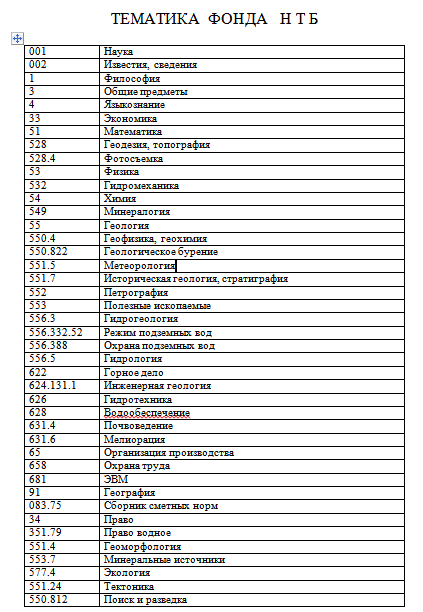 ТЕМАТИКА ФОНДА Н Т Б
001 Наука
002 Известия, сведения
1 Философия
3 Общие предметы
4 Языкознание
33 Экономика
51 Математика
528 Геодезия, топография
528.4 Фотосъемка
53 Физика
532 Гидромеханика
54 Химия
549 Минералогия
55 Геология
550.4 Геофизика, геохимия
550.822 Геологическое бурение
551.5 Метеорология
551.7 Историческая геология, стратиграфия
552 Петрография
553 Полезные ископаемые
556.3 Гидрогеология
556.332.52 Режим подземных вод
556.388 Охрана подземных вод
556.5 Гидрология
622 Горное дело
624.131.1 Инженерная геология
626 Гидротехника
628 Водообеспечение
631.4 Почвоведение
631.6 Мелиорация
65 Организация производства
658 Охрана труда
681 ЭВМ
91 География
083.75 Сборник сметных норм
34 Право
351.79 Право водное
551.4 Геоморфология
553.7 Минеральные источники
577.4 Экология
551.24 Тектоника
550.812 Поиск и разведка